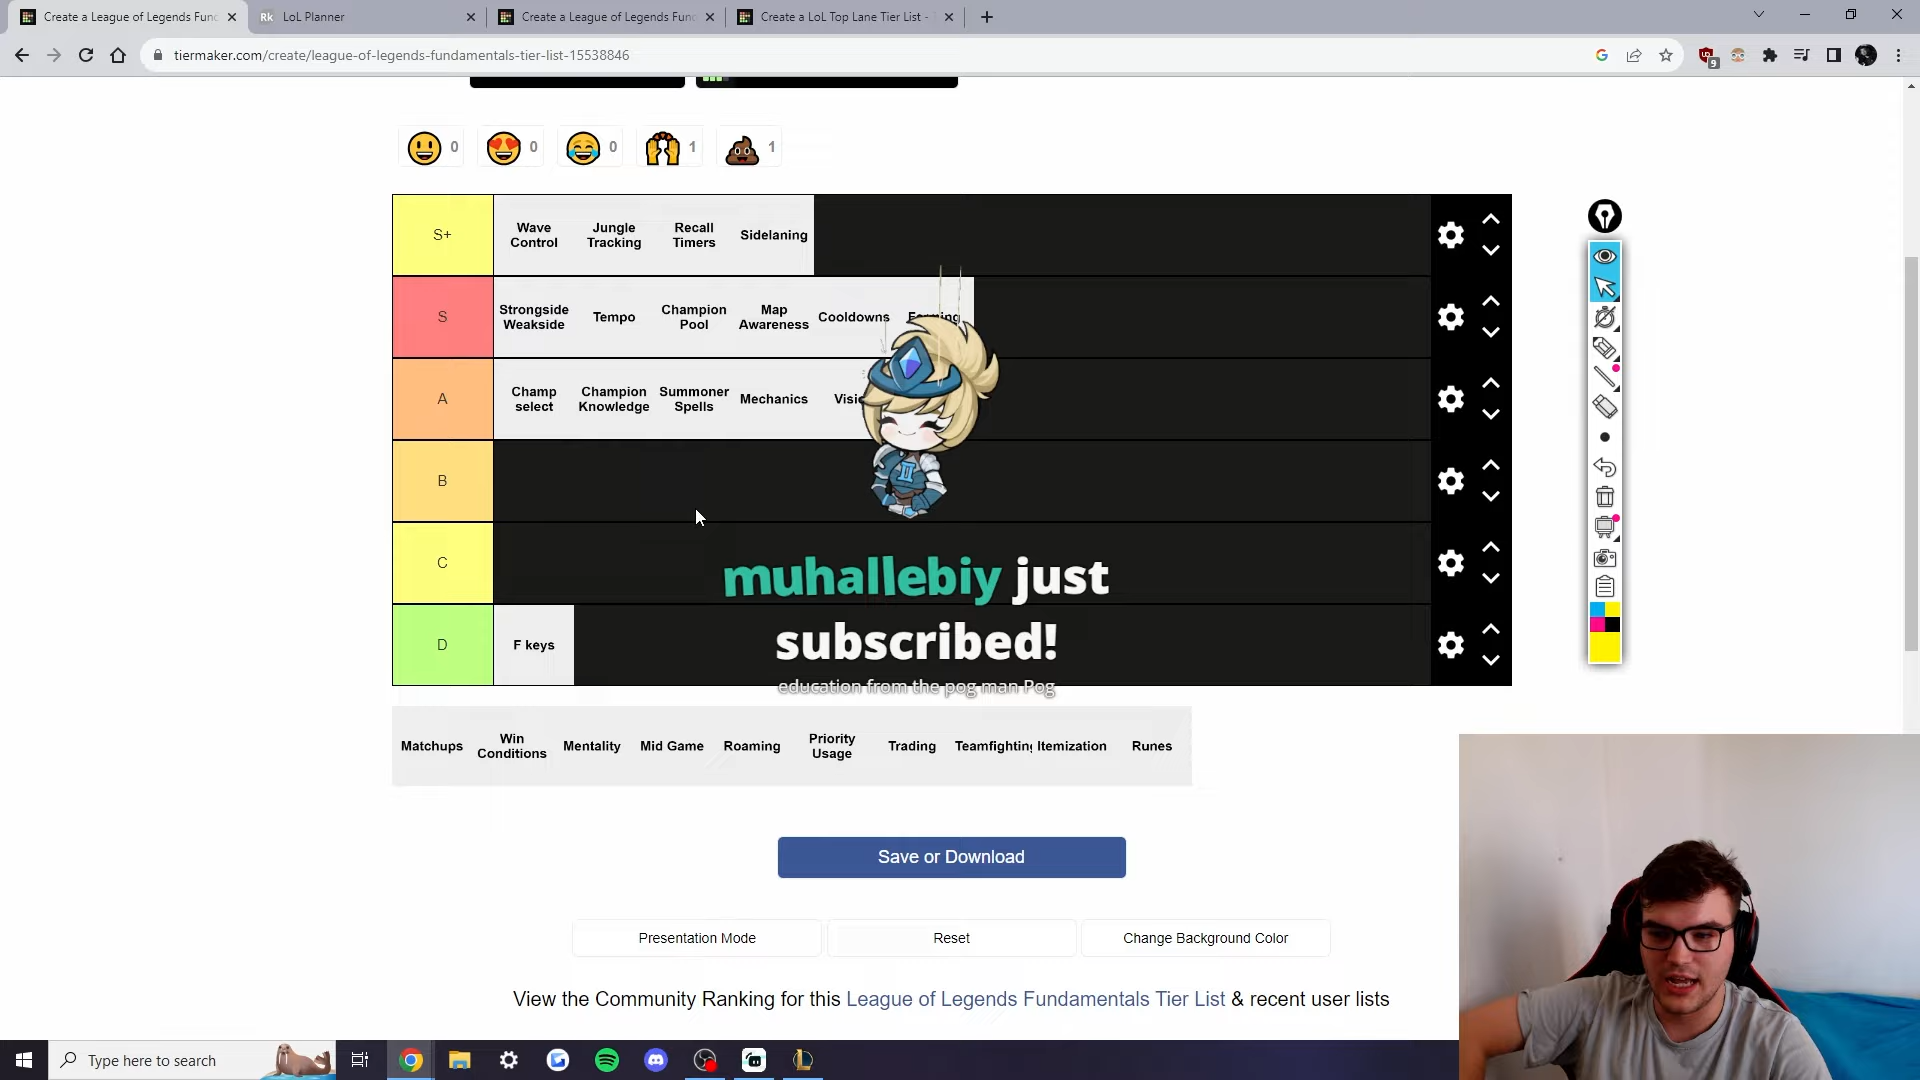 Create a League of Legends Func
LoL Planner
Create a League of Legends Func
Create a LoL Top Lane Tier List -
tiermaker.com/create/league-of-legends-fundamentals-tier-list-15538846
9
0
0
0
1
1
S+
Wave Control
Jungle Tracking
Recall Timers
Sidelaning
S
Strongside Weakside
Tempo
Champion Pool
Map Awareness
Cooldowns
Farming
A
Champ select
Champion Knowledge
Summoner Spells
Mechanics
B
C
D
F keys
muhallebiy just
subscribed!
education from the pog man Pog
Matchups
Win Conditions
Mentality
Mid Game
Roaming
Priority Usage
Trading
Teamfighting
Itemization
Runes
Save or Download
Presentation Mode
Reset
Change Background Color
View the Community Ranking for this League of Legends Fundamentals Tier List & recent user lists
Type here to search